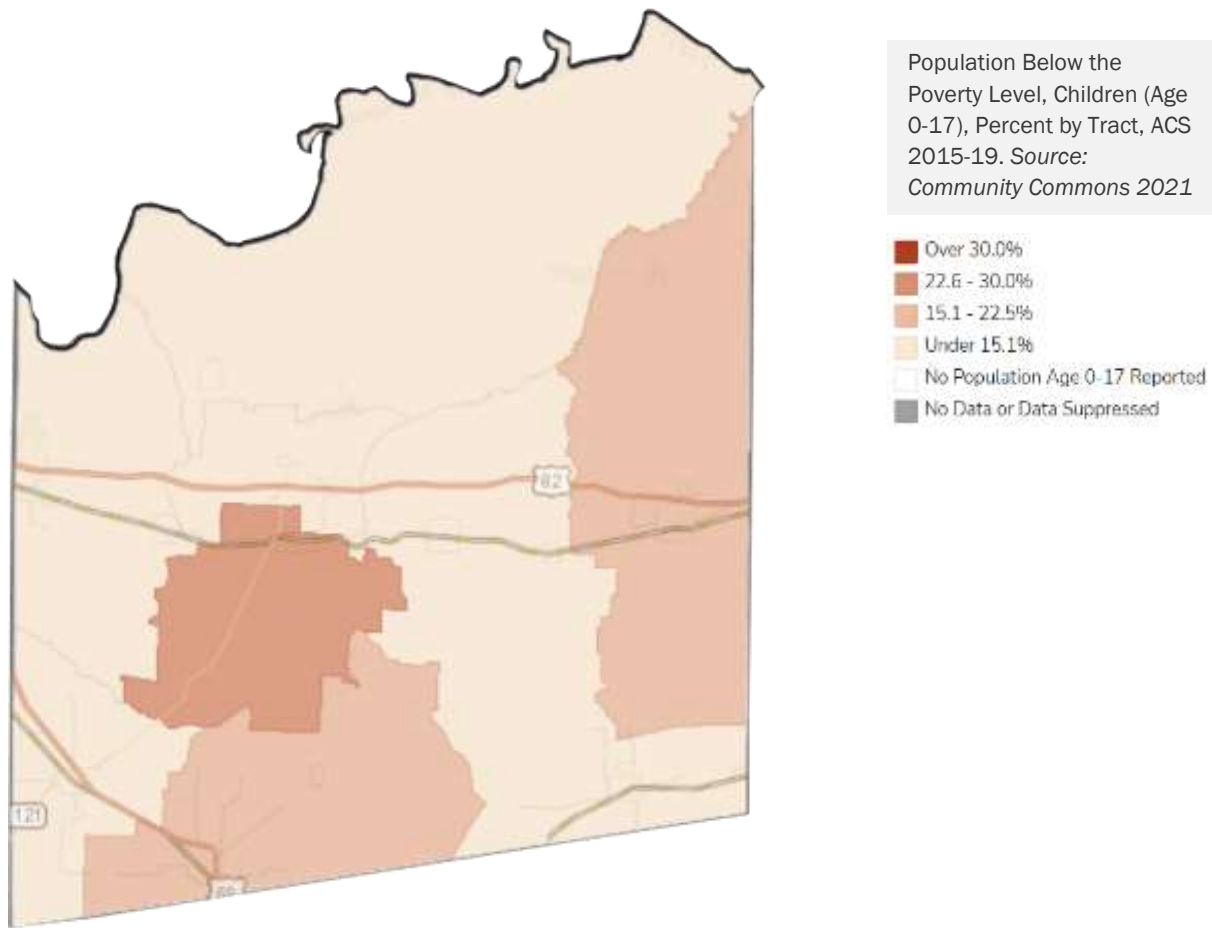 Population Below the
Poverty Level, Children (Age
0-17), Percent by Tract, ACS
2015-19. Source:
Community Commons 2021
Over 30.0%
22.6 - 30.0%
15.1 - 22.5%
Under 15.1%
No Population Age 0-17 Reported
No Data or Data Suppressed
82
121